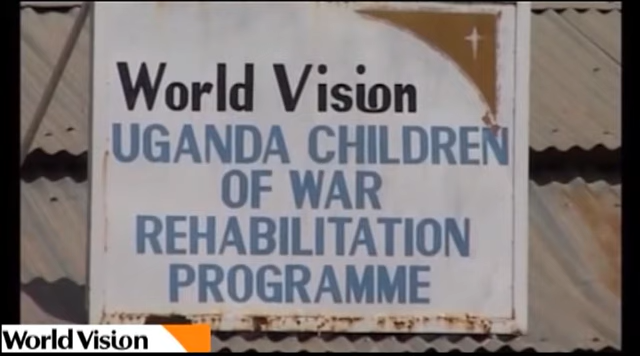 World Vision
UGANDA CHILDREN
OF WAR
REHABILITATION
PROGRAMME
World Vision